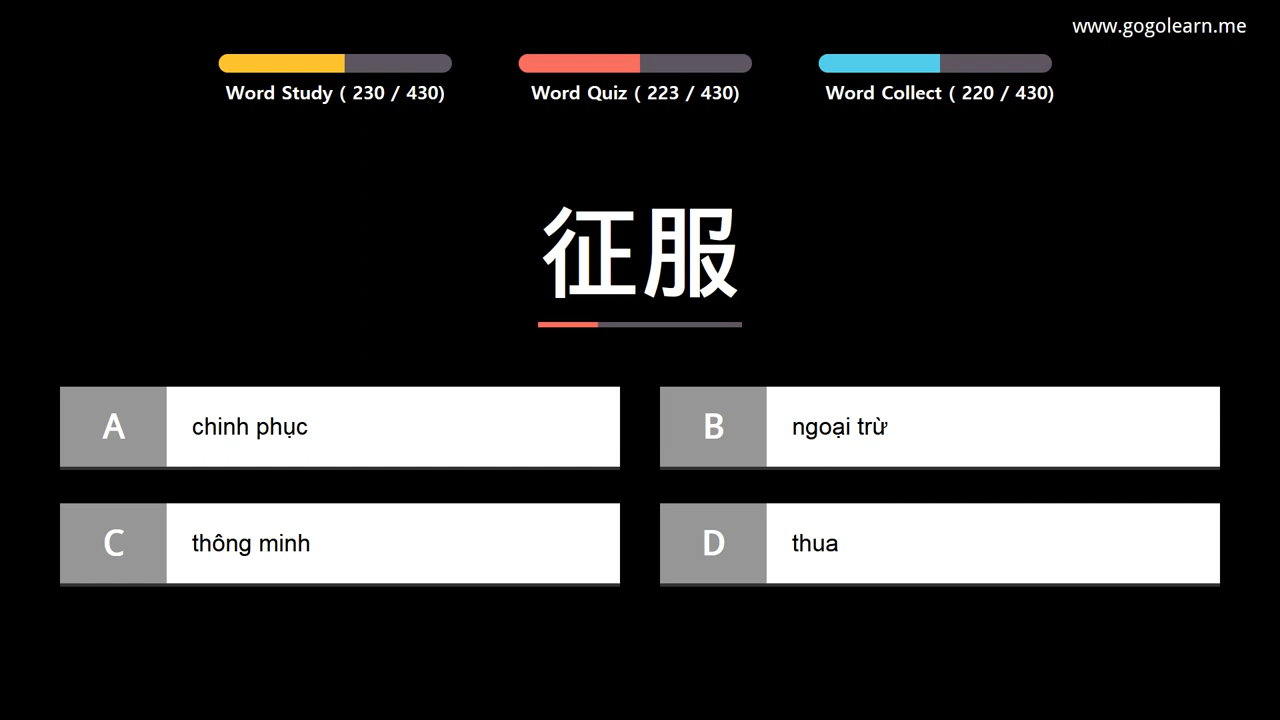 www.gogolearn.me
Word Study ( 230 / 430)
Word Quiz ( 223 / 430)
Word Collect ( 220 / 430)
征服
A
chinh phục
B
ngoại trừ
C
thông minh
D
thua